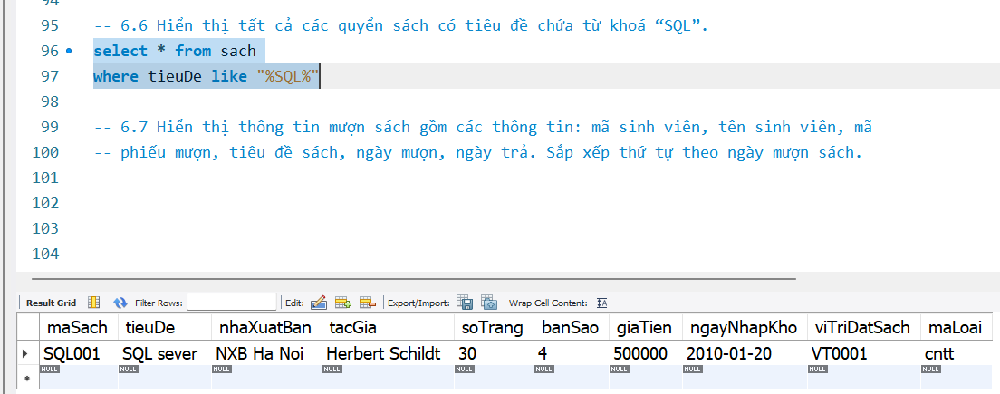 94
95 -- 6.6 Hiển thị tất cả các quyển sách có tiêu đề chứa từ khoá “SQL”.
96 select * from sach
97 where tieuDe like "%SQL%"
98
99 -- 6.7 Hiển thị thông tin mượn sách gồm các thông tin: mã sinh viên, tên sinh viên, mã
100 -- phiếu mượn, tiêu đề sách, ngày mượn, ngày trả. Sắp xếp thứ tự theo ngày mượn sách.
101
102
103
104
Result Grid Filter Rows: Edit: Export/Import: Wrap Cell Content: IA
maSach tieuDe nhaXuatBan tacGia soTrang banSao giaTien ngayNhapKho viTriDatSach maLoai
SQL001 SQL sever NXB Ha Noi Herbert Schildt 30 4 500000 2010-01-20 VT0001 cntt
NULL NULL NULL NULL NULL NULL NULL NULL NULL NULL